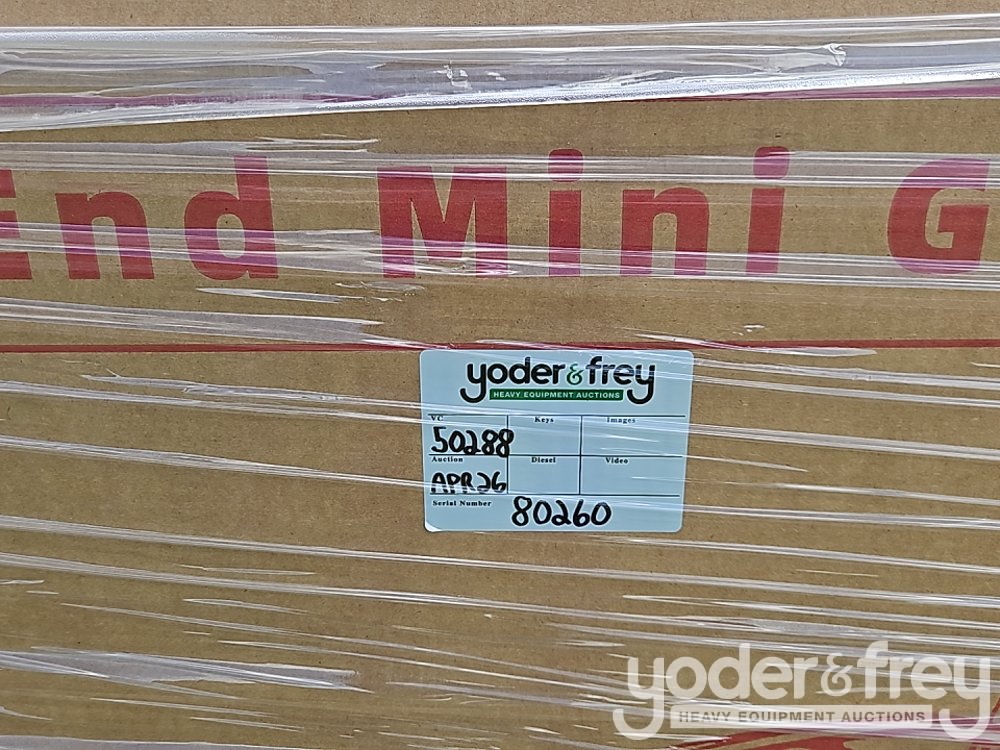 End Mini G
yoder&frey
HEAVY EQUIPMENT AUCTIONS
VC Keys Images
50288
Auction Diesel Video
APR26
Serial Number 80260
yoder&frey
HEAVY EQUIPMENT AUCTIONS